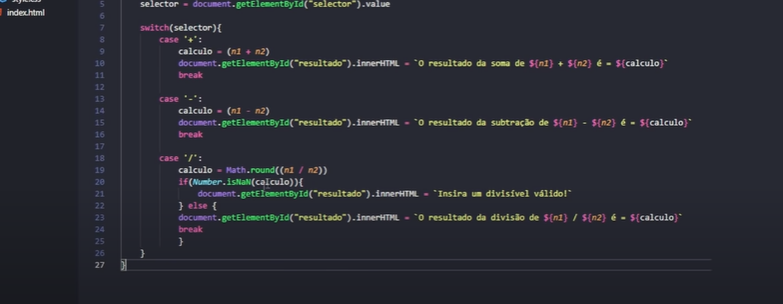 index.html
5 selector = document.getElementById("selector").value
6
7 switch(selector){
8 case '+':
9 calculo = (n1 + n2)
10 document.getElementById("resultado").innerHTML = `O resultado da soma de ${n1} + ${n2} é = ${calculo}`
11 break
12
13 case '-':
14 calculo = (n1 - n2)
15 document.getElementById("resultado").innerHTML = `O resultado da subtração de ${n1} - ${n2} é = ${calculo}`
16 break
17
18 case '/':
19 calculo = Math.round((n1 / n2))
20 if(Number.isNaN(calculo)){
21 document.getElementById("resultado").innerHTML = `Insira um divisível válido!`
22 } else {
23 document.getElementById("resultado").innerHTML = `O resultado da divisão de ${n1} / ${n2} é = ${calculo}`
24 break
25 }
26 }
27 }